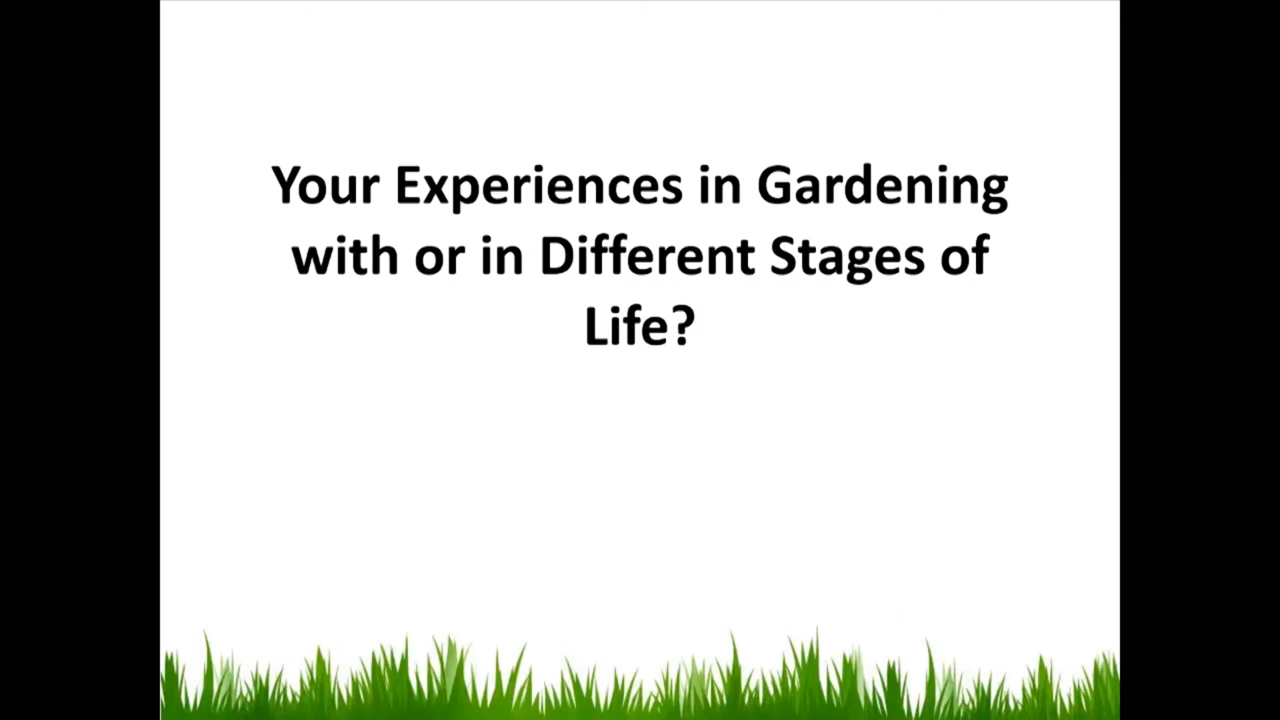 Your Experiences in Gardening
with or in Different Stages of
Life?